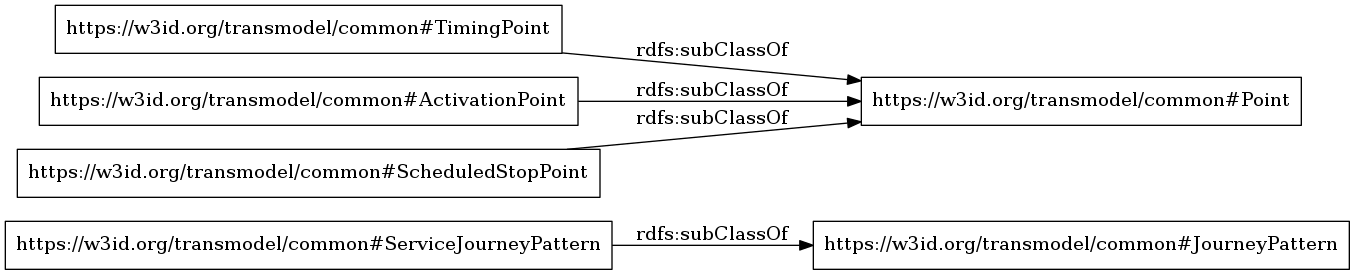 https://w3id.org/transmodel/common#TimingPoint
rdfs:subClassOf
https://w3id.org/transmodel/common#ActivationPoint
rdfs:subClassOf
https://w3id.org/transmodel/common#Point
rdfs:subClassOf
https://w3id.org/transmodel/common#ScheduledStopPoint
https://w3id.org/transmodel/common#ServiceJourneyPattern
rdfs:subClassOf
https://w3id.org/transmodel/common#JourneyPattern